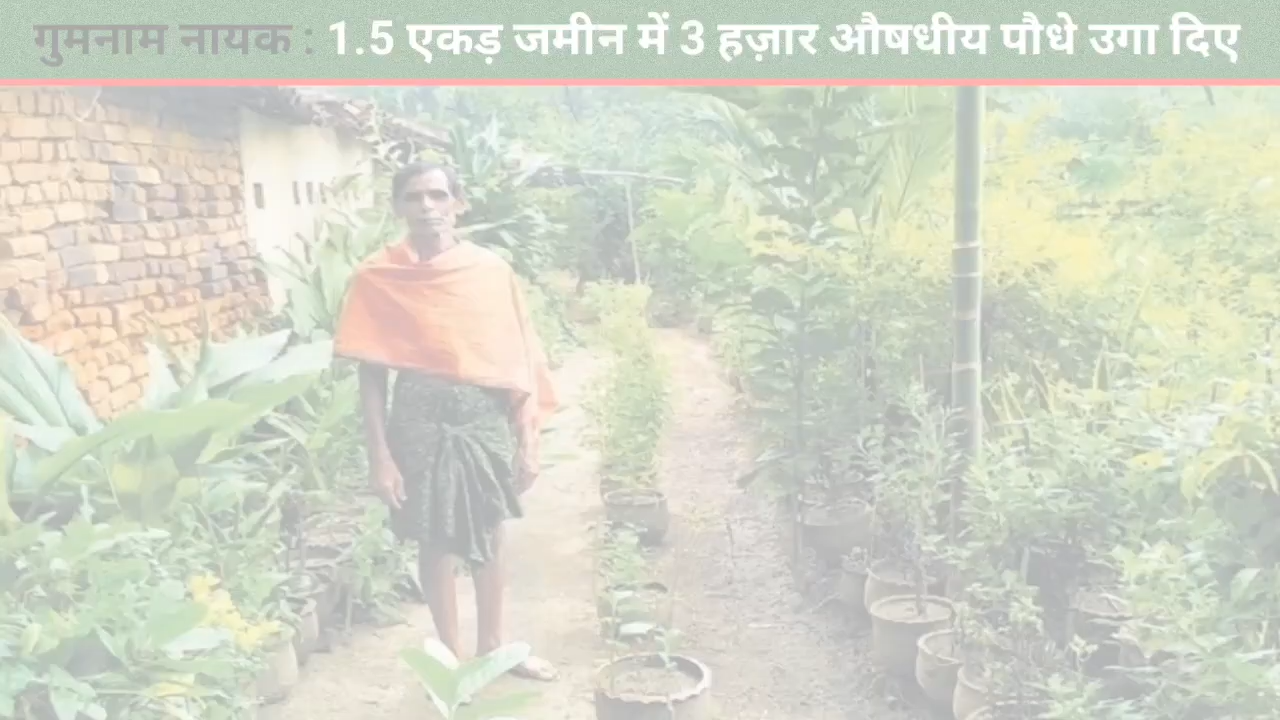 गुमनाम नायक : 1.5 एकड़ जमीन में 3 हज़ार औषधीय पौधे उगा दिए